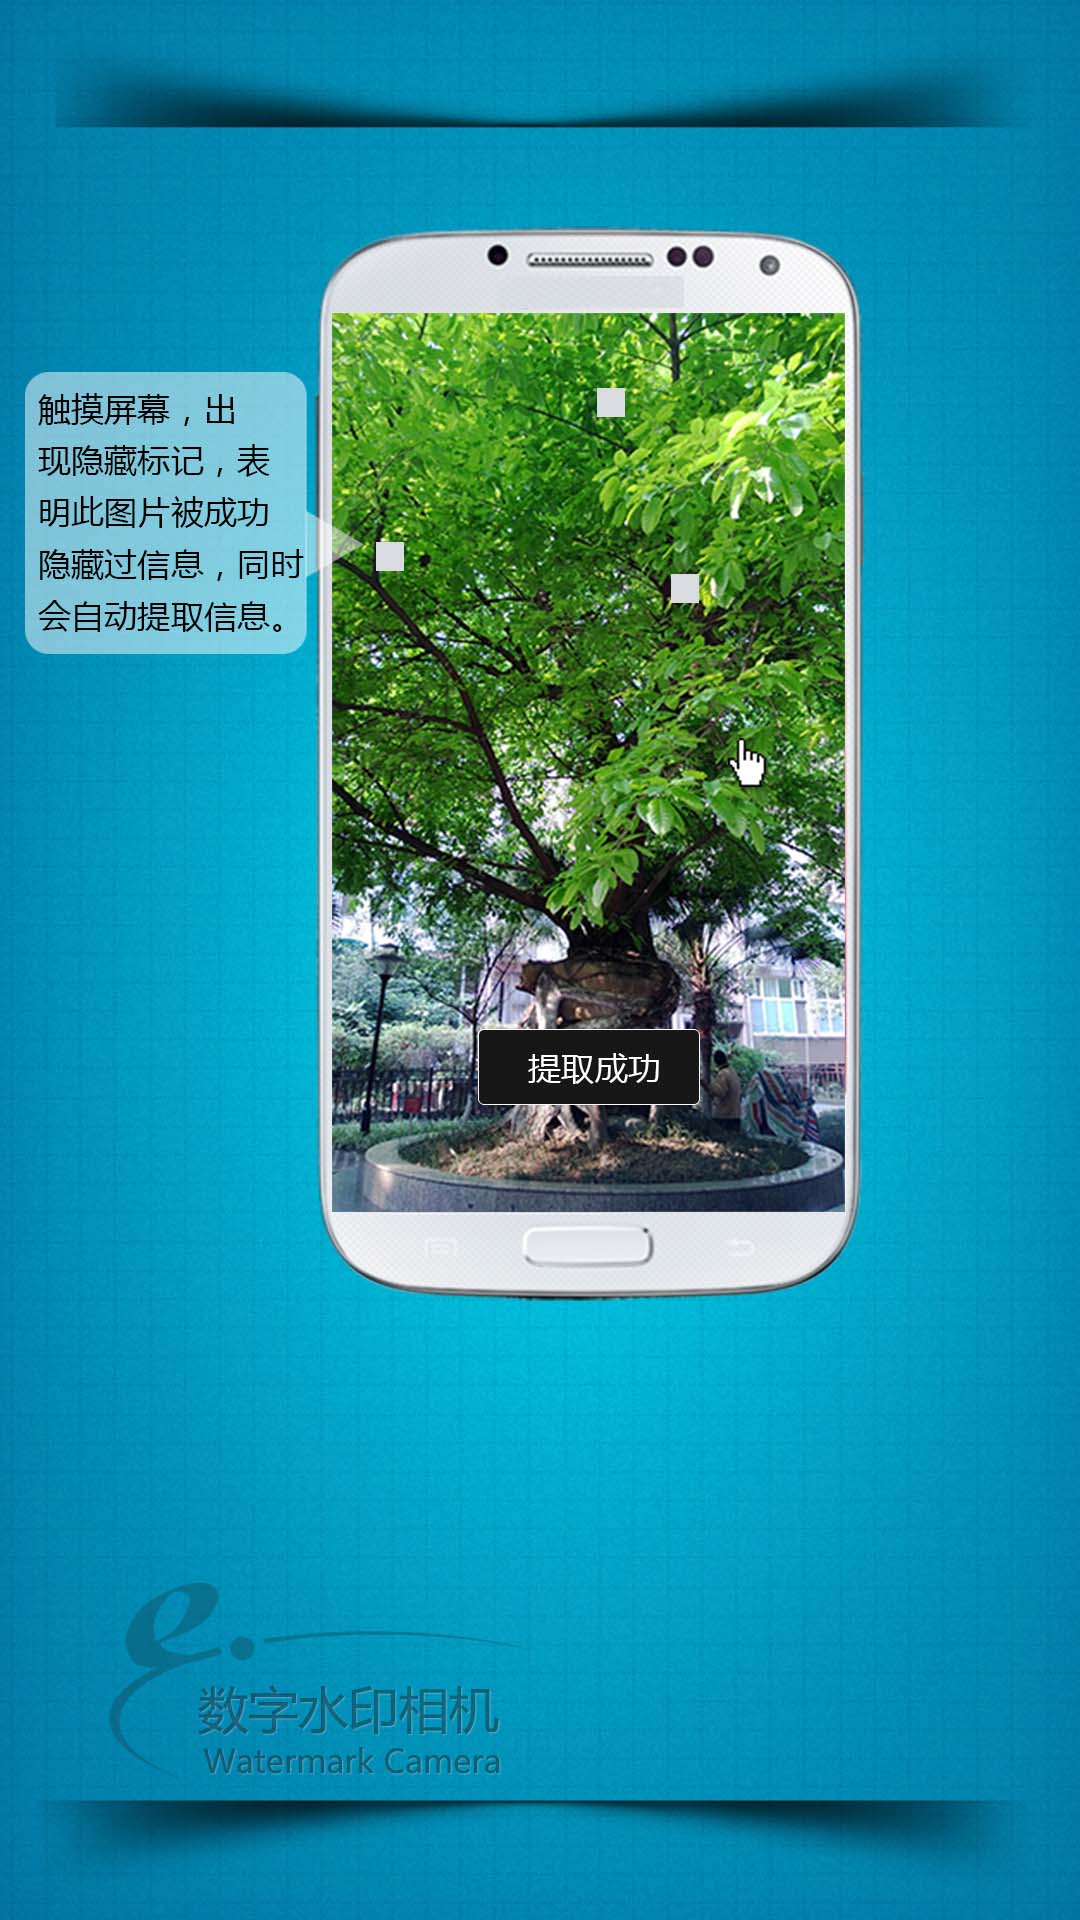 触摸屏幕，出
现隐藏标记，表
明此图片被成功
隐藏过信息，同时
会自动提取信息。
提取成功
e.
数字水印相机
Watermark Camera